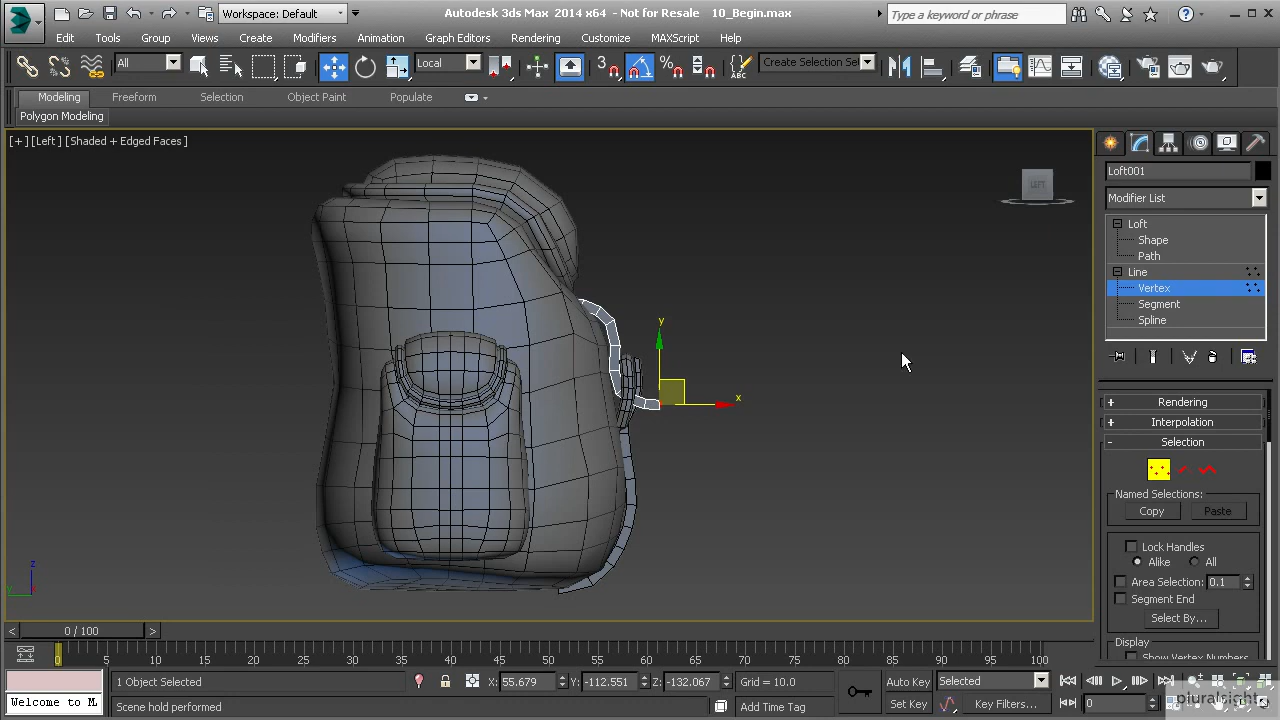 Workspace: Default
Autodesk 3ds Max 2014 x64 - Not for Resale 10_Begin.max
Type a keyword or phrase
Edit Tools Group Views Create Modifiers Animation Graph Editors Rendering Customize MAXScript Help
All
Local
3
Create Selection Se
Modeling Freeform Selection Object Paint Populate
Polygon Modeling
[+] [Left] [Shaded + Edged Faces]
LEFT
Loft001
Modifier List
Loft
Shape
Path
Line
Vertex
Segment
Spline
y
x
z
y
x
+ Rendering
+ Interpolation
- Selection
Named Selections:
Copy Paste
Lock Handles
Alike All
Area Selection: 0.1
Segment End
Select By...
Display
Show Vertex Numbers
< 0 / 100 >
0 5 10 15 20 25 30 35 40 45 50 55 60 65 70 75 80 85 90 95 100
1 Object Selected
X: 55.679 Y: -112.551 Z: -132.067 Grid = 10.0
Auto Key Selected
Welcome to M
Scene hold performed
Add Time Tag
Set Key Key Filters...
0
pluralsight